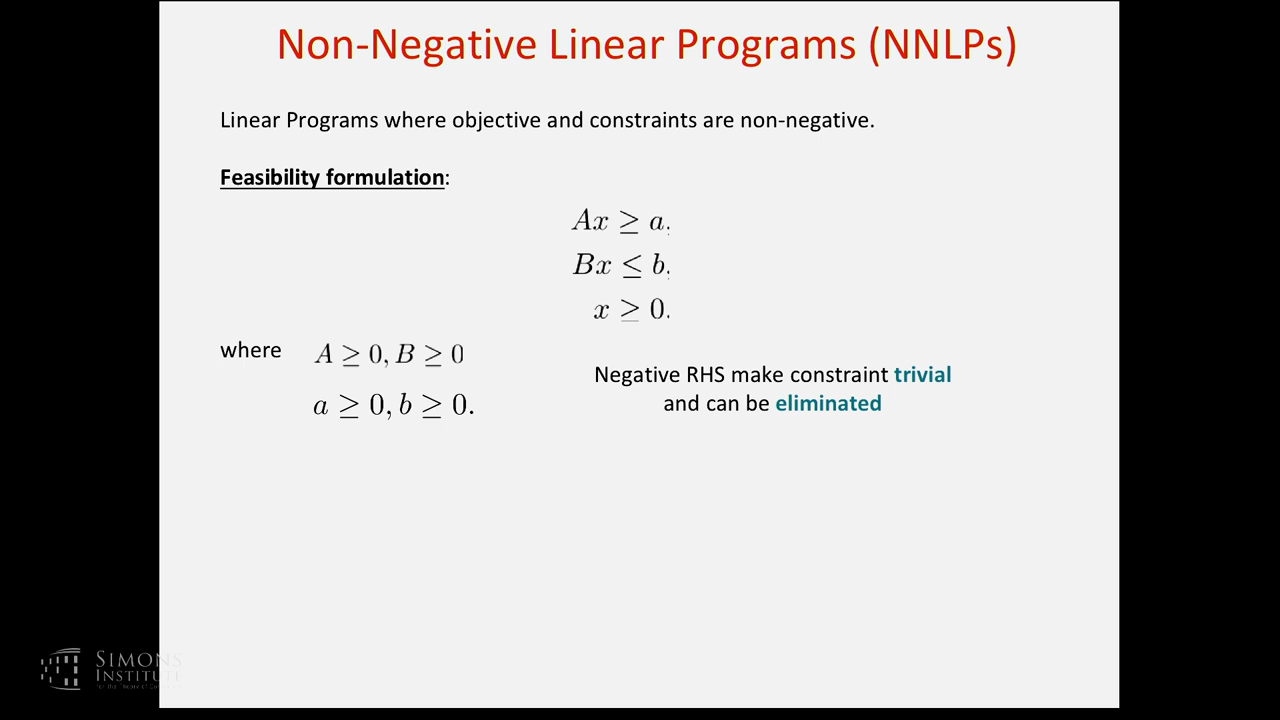 Non-Negative Linear Programs (NNLPs)
Linear Programs where objective and constraints are non-negative.
Feasibility formulation:
Ax ≥ a,
Bx ≤ b,
x ≥ 0.
where A ≥ 0, B ≥ 0
a ≥ 0, b ≥ 0.
Negative RHS make constraint trivial
and can be eliminated
SIMONS
INSTITUTE